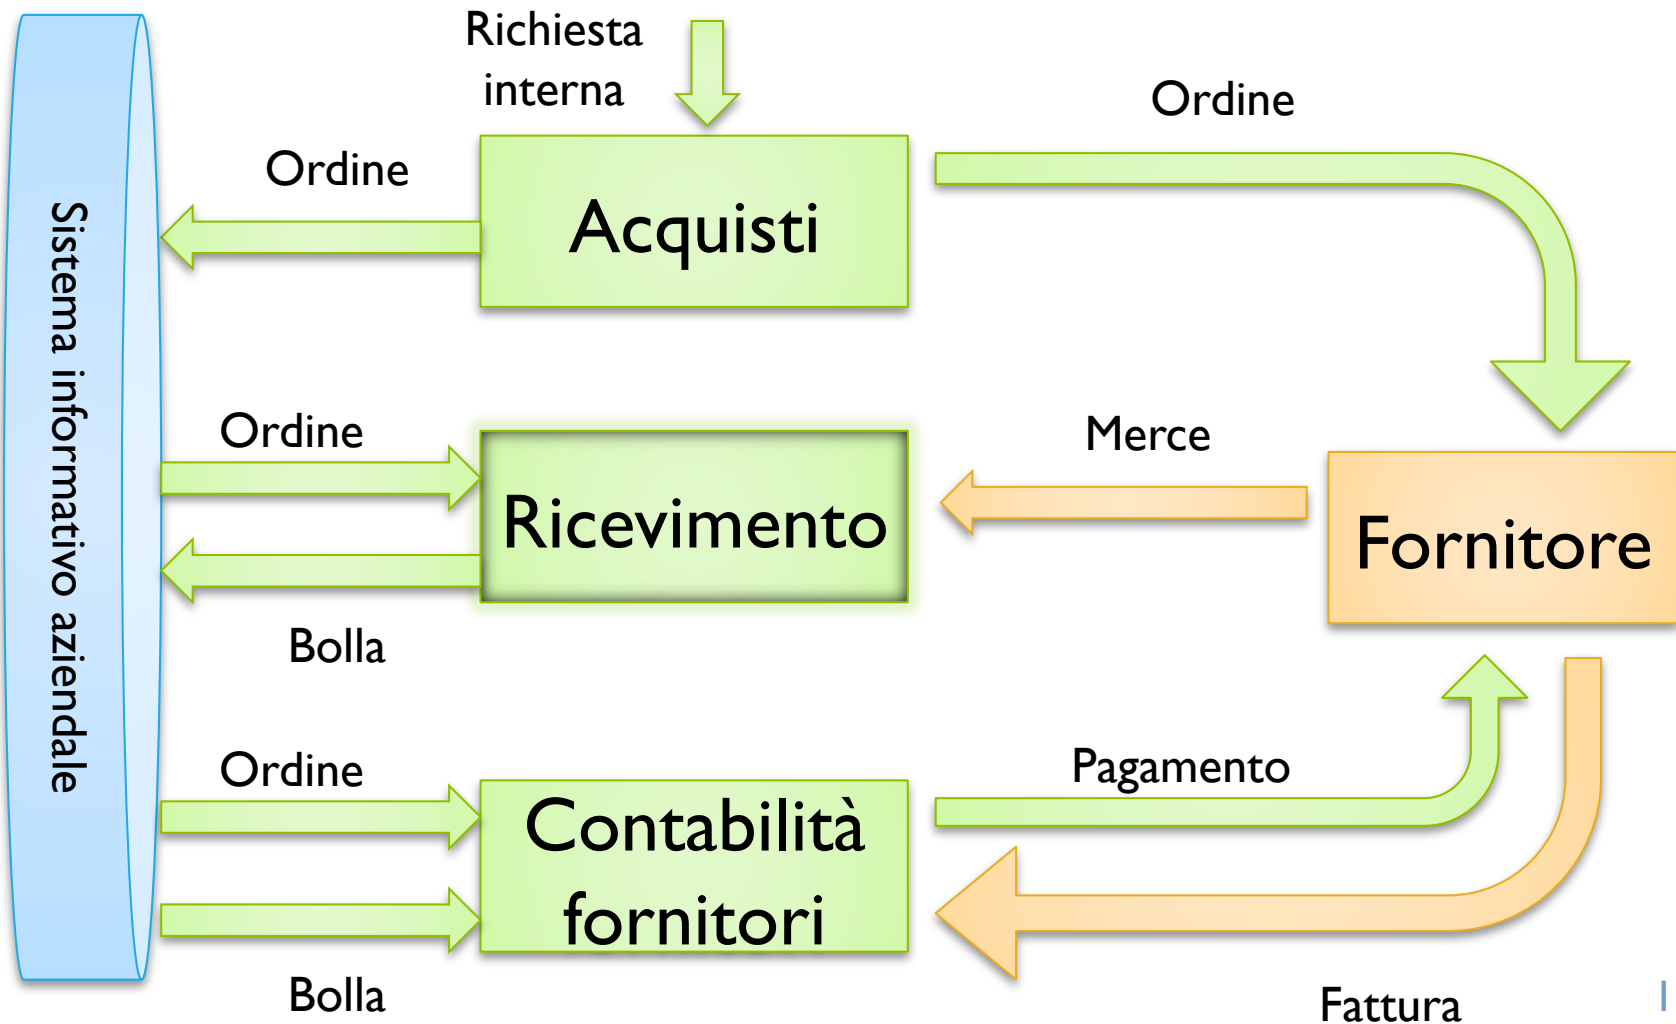 Richiesta
interna
Ordine
Ordine
Acquisti
Sistema informativo aziendale
Ordine
Merce
Ricevimento
Fornitore
Bolla
Ordine
Pagamento
Contabilità
fornitori
Bolla
Fattura